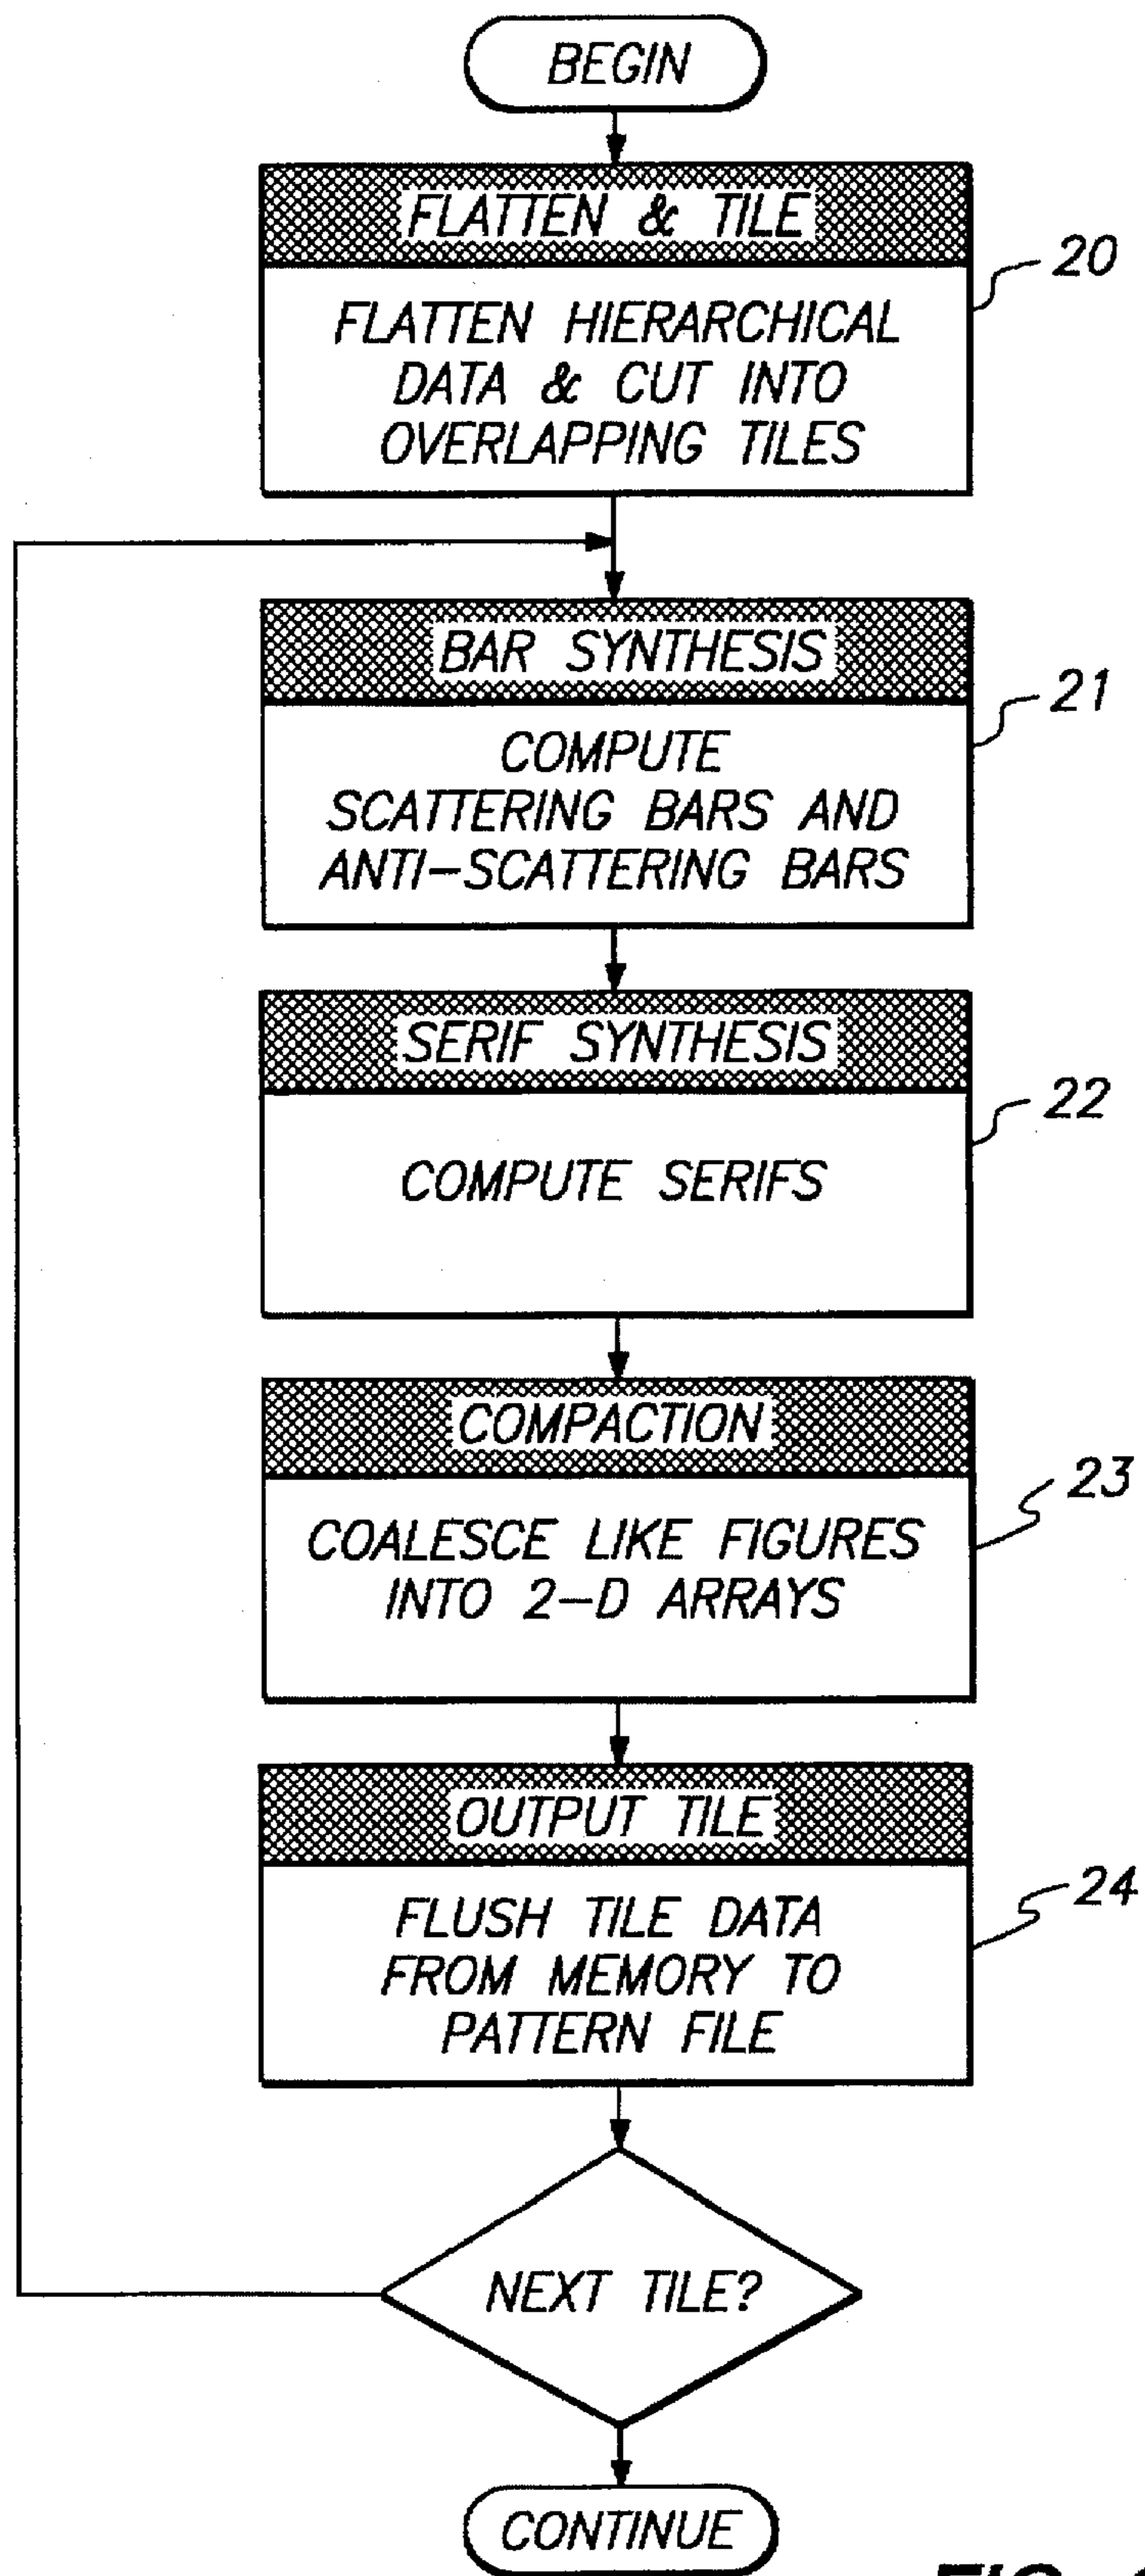 BEGIN
FLATTEN & TILE
20
FLATTEN HIERARCHICAL
DATA & CUT INTO
OVERLAPPING TILES
BAR SYNTHESIS
21
COMPUTE
SCATTERING BARS AND
ANTI-SCATTERING BARS
SERIF SYNTHESIS
22
COMPUTE SERIFS
COMPACTION
23
COALESCE LIKE FIGURES
INTO 2-D ARRAYS
OUTPUT TILE
24
FLUSH TILE DATA
FROM MEMORY TO
PATTERN FILE
NEXT TILE?
CONTINUE